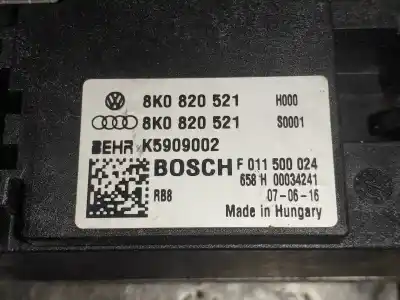 8K0 820 521 H000
8K0 820 521 S0001
BEHR K5909002
BOSCH F 011 500 024
658 H 00034241
RB8 07-06-16
Made in Hungary